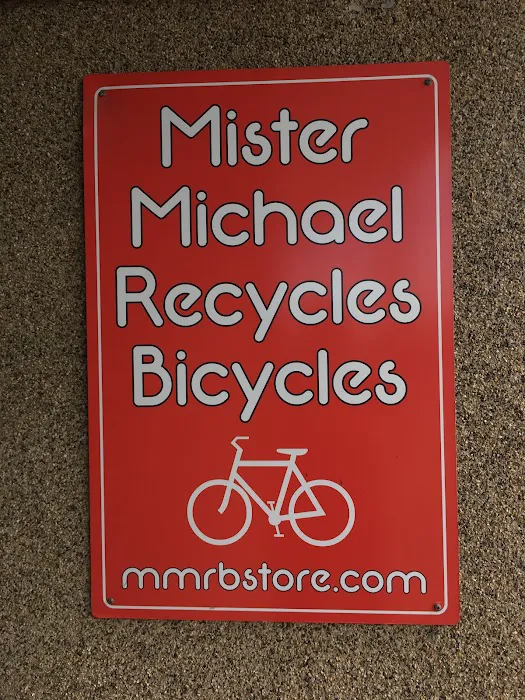 Mister
Michael
Recycles
Bicycles
mmrbstore.com